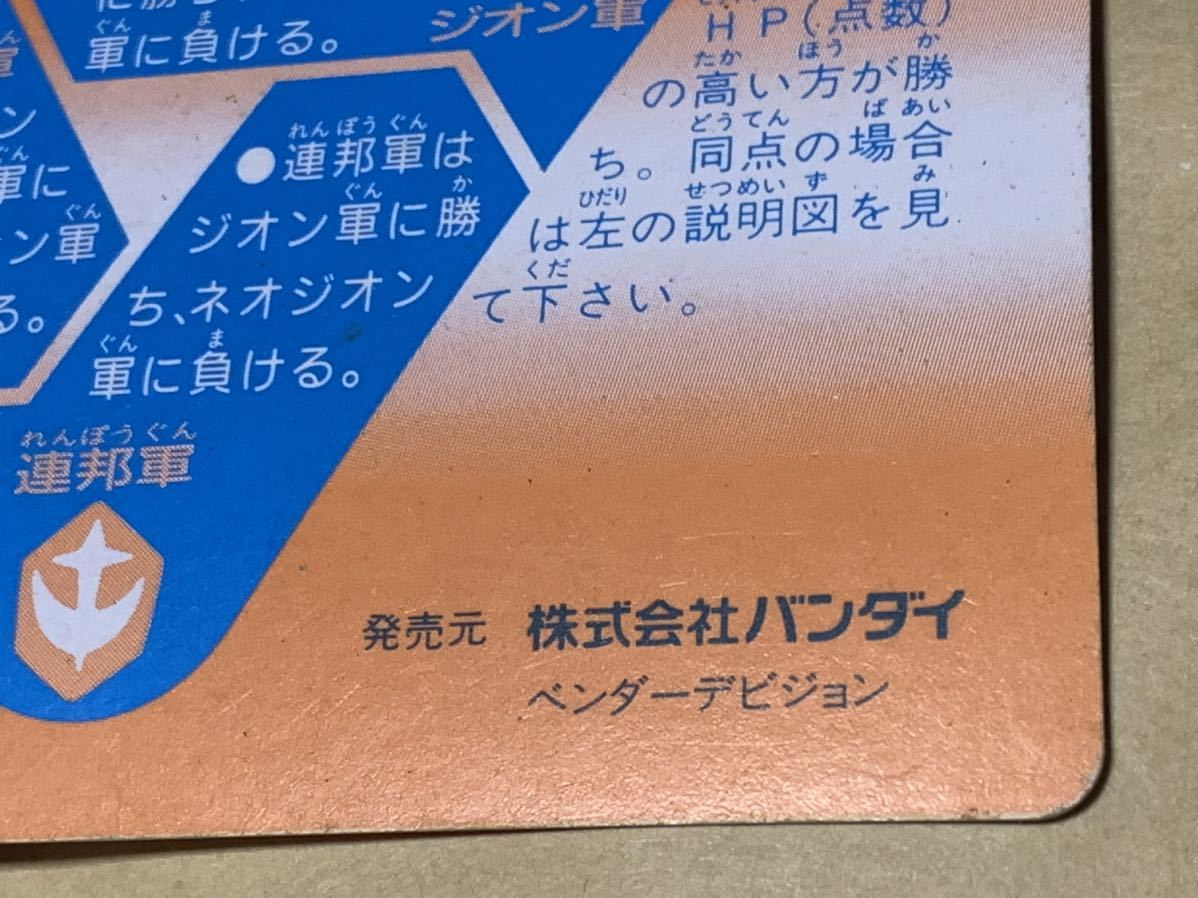 軍に負ける。
ジオン軍
HP(点数)
の高い方が勝
ち。同点の場合
は左の説明図を見
て下さい。
ン
軍に
ン軍
る。
●連邦軍は
ジオン軍に勝
ち、ネオジオン
軍に負ける。
連邦軍
発売元 株式会社バンダイ
ベンダーデビジョン